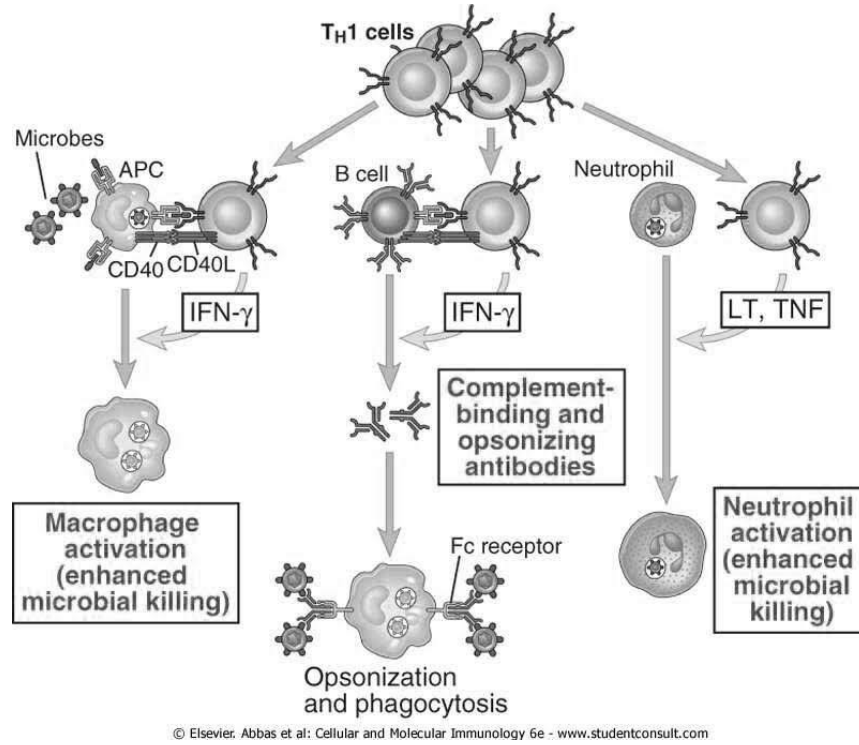 TH1 cells
Microbes
APC
CD40
CD40L
IFN-γ
Macrophage
activation
(enhanced
microbial killing)
B cell
IFN-γ
Complement-
binding and
opsonizing
antibodies
Fc receptor
Opsonization
and phagocytosis
Neutrophil
LT, TNF
Neutrophil
activation
(enhanced
microbial
killing)
© Elsevier. Abbas et al: Cellular and Molecular Immunology 6e - www.studentconsult.com